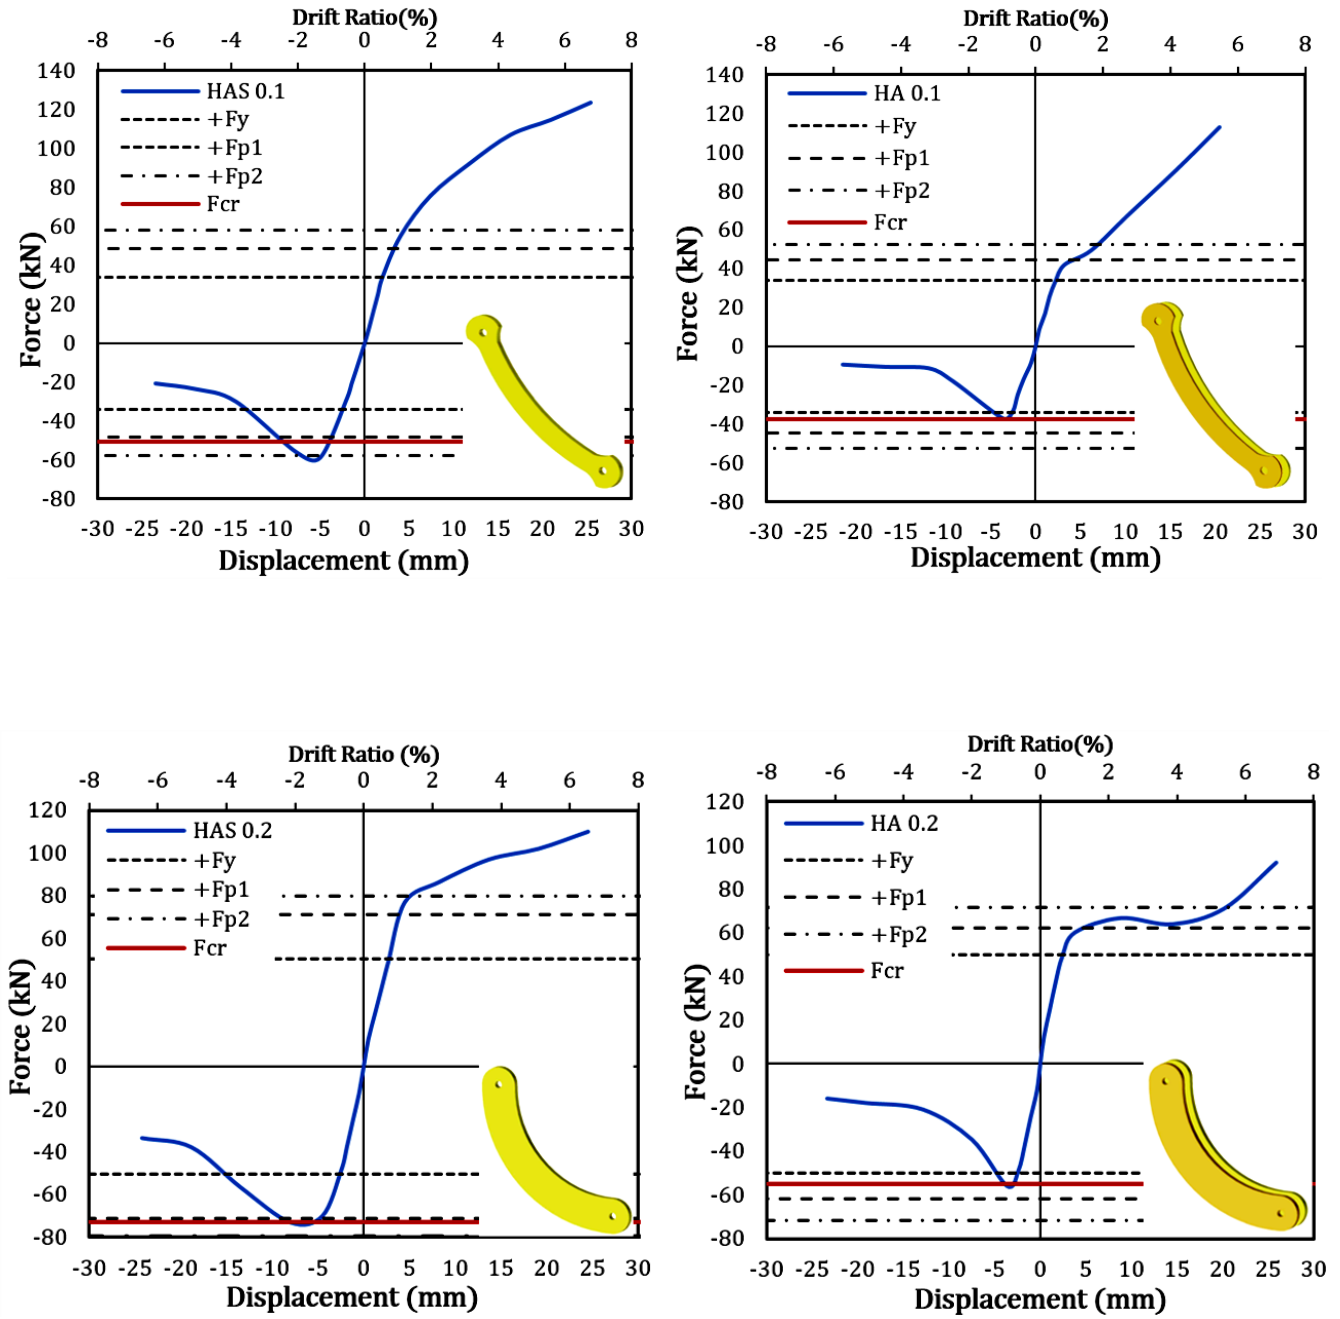 Drift Ratio(%)
-8 -6 -4 -2 0 2 4 6 8
140
120
100
80
60
40
20
0
-20
-40
-60
-80
Force (kN)
HAS 0.1
+Fy
+Fp1
+Fp2
Fcr
-30 -25 -20 -15 -10 -5 0 5 10 15 20 25 30
Displacement (mm)
Drift Ratio(%)
-8 -6 -4 -2 0 2 4 6 8
140
120
100
80
60
40
20
0
-20
-40
-60
-80
Force (kN)
HA 0.1
+Fy
+Fp1
+Fp2
Fcr
-30 -25 -20 -15 -10 -5 0 5 10 15 20 25 30
Displacement (mm)
Drift Ratio (%)
-8 -6 -4 -2 0 2 4 6 8
120
100
80
60
40
20
0
-20
-40
-60
-80
Force (kN)
HAS 0.2
+Fy
+Fp1
+Fp2
Fcr
-30 -25 -20 -15 -10 -5 0 5 10 15 20 25 30
Displacement (mm)
Drift Ratio(%)
-8 -6 -4 -2 0 2 4 6 8
120
100
80
60
40
20
0
-20
-40
-60
-80
Force (kN)
HA 0.2
+Fy
+Fp1
+Fp2
Fcr
-30 -25 -20 -15 -10 -5 0 5 10 15 20 25 30
Displacement (mm)